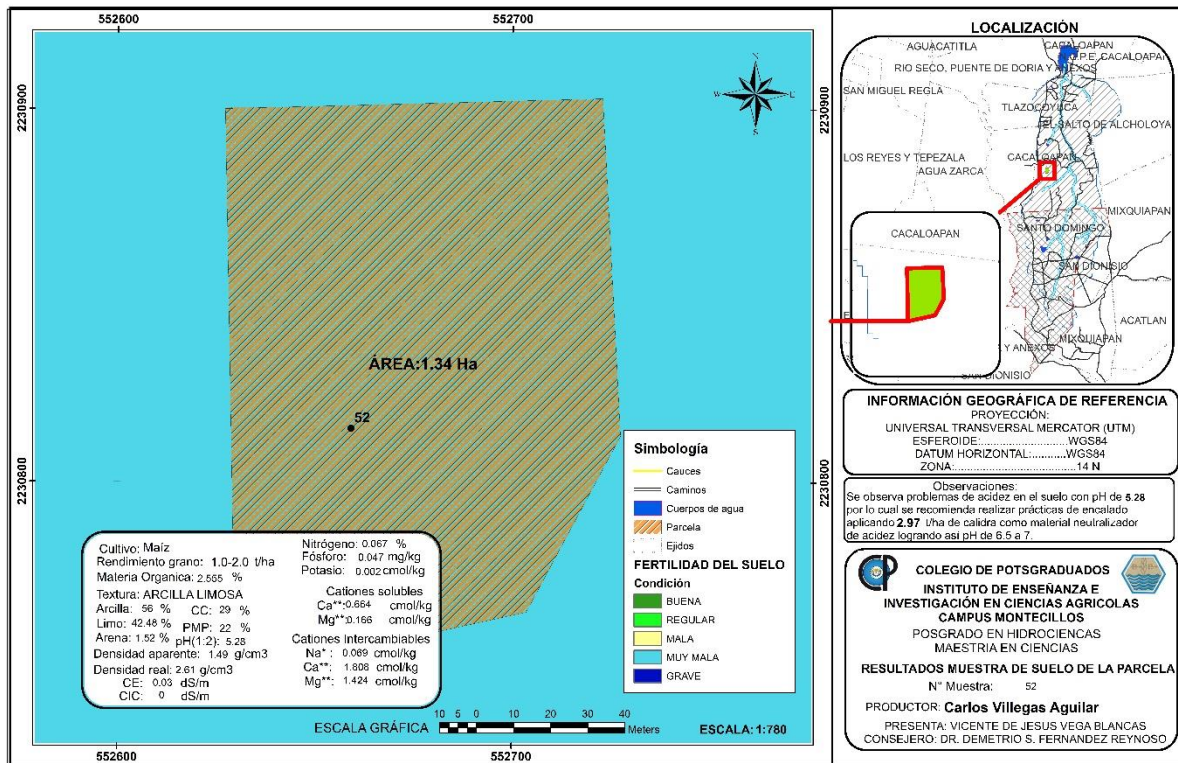 552600
552700
2230900
2230900
2230800
2230800
N
W
E
S
ÁREA:1.34 Ha
52
Simbología
Cauces
Caminos
Cuerpos de agua
Parcela
Ejidos
FERTILIDAD DEL SUELO
Condición
BUENA
REGULAR
MALA
MUY MALA
GRAVE
Cultivo: Maíz
Rendimiento grano: 1.0-2.0 t/ha
Materia Organica: 2.555 %
Textura: ARCILLA LIMOSA
Arcilla: 56 % CC: 29 %
Limo: 42.48 % PMP: 22 %
Arena: 1.52 % pH(1:2): 5.28
Densidad aparente: 1.49 g/cm3
Densidad real: 2.61 g/cm3
CE: 0.03 dS/m
CIC: 0 dS/m
Nitrógeno: 0.067 %
Fósforo: 0.047 mg/kg
Potasio: 0.002 cmol/kg
Cationes solubles
Ca⁺⁺:0.664 cmol/kg
Mg⁺⁺:0.166 cmol/kg
Cationes Intercambiables
Na⁺: 0.069 cmol/kg
Ca⁺⁺: 1.808 cmol/kg
Mg⁺⁺: 1.424 cmol/kg
ESCALA GRÁFICA
10 5 0 10 20 30 40
Meters
ESCALA: 1:780
552600
552700
LOCALIZACIÓN
AGUACATITLA
CACALOAPAN
P.E. CACALOAPAN
RIO SECO, PUENTE DE DORIA Y ANEXOS
SAN MIGUEL REGLA
TLAZOCOYUCA
EL SALTO DE ALCHOLOYA
LOS REYES Y TEPEZALA
CACALOAPAN
AGUA ZARCA
MIXQUIAPAN
SANTO DOMINGO
CACALOAPAN
SAN DIONISIO
ACATLAN
MIXQUIAPAN
Y ANEXOS
SAN DIONISIO
INFORMACIÓN GEOGRÁFICA DE REFERENCIA
PROYECCIÓN:
UNIVERSAL TRANSVERSAL MERCATOR (UTM)
ESFEROIDE:........................WGS84
DATUM HORIZONTAL:..........WGS84
ZONA:....................................14 N
Observaciones:
Se observa problemas de acidez en el suelo con pH de 5.28
por lo cual se recomienda realizar prácticas de encalado
aplicando 2.97 t/ha de calidra como material neutralizador
de acidez logrando así pH de 6.5 a 7.
CP
COLEGIO DE POTSGRADUADOS
INSTITUTO DE ENSEÑANZA E
INVESTIGACIÓN EN CIENCIAS AGRICOLAS
CAMPUS MONTECILLOS
POSGRADO EN HIDROCIENCAS
MAESTRIA EN CIENCIAS
RESULTADOS MUESTRA DE SUELO DE LA PARCELA
N° Muestra: 52
PRODUCTOR: Carlos Villegas Aguilar
PRESENTA: VICENTE DE JESUS VEGA BLANCAS
CONSEJERO: DR. DEMETRIO S. FERNANDEZ REYNOSO